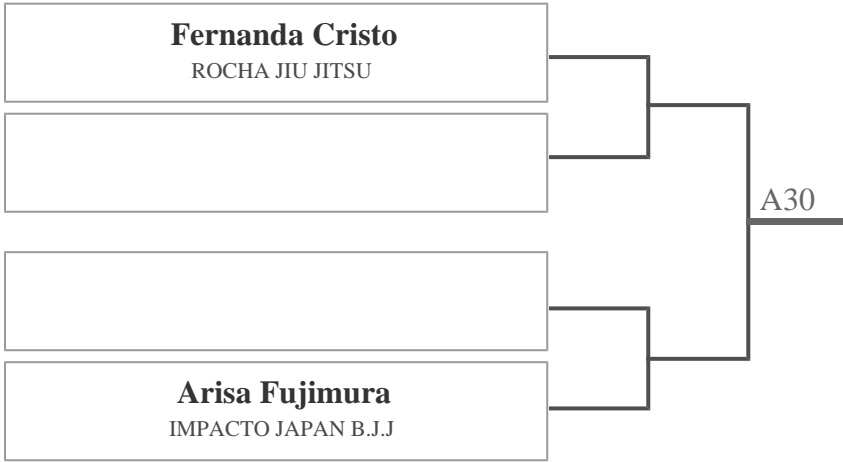 Fernanda Cristo
ROCHA JIU JITSU
A30
Arisa Fujimura
IMPACTO JAPAN B.J.J